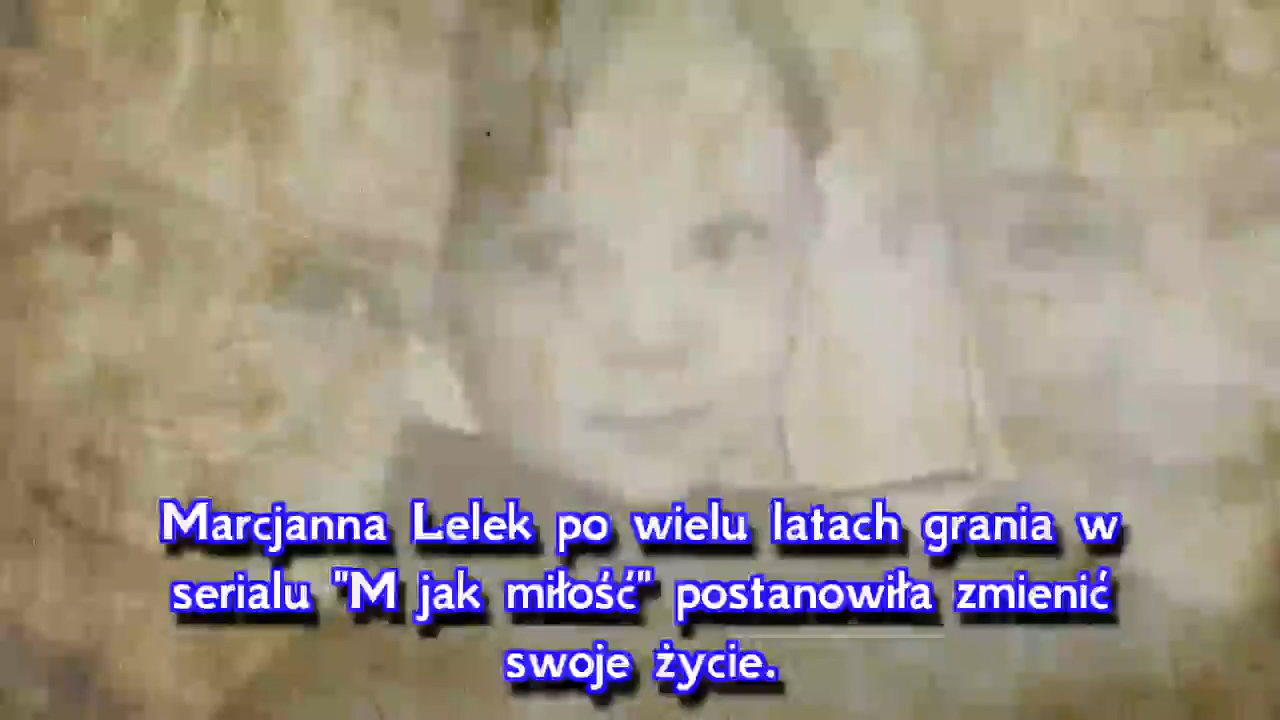 Marcjanna Lelek po wielu latach grania w
serialu "M jak miłość" postanowiła zmienić
swoje życie.